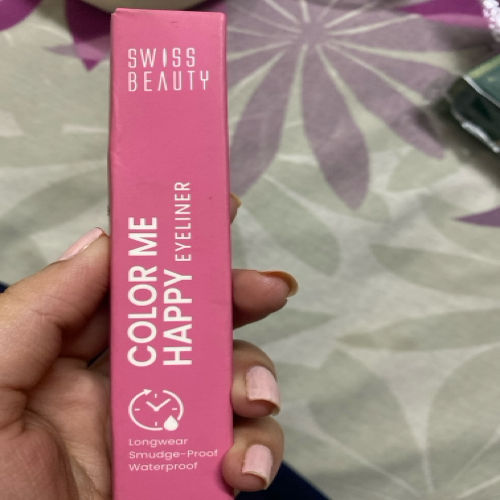 SWISS
BEAUTY
COLOR ME
HAPPY EYELINER
Longwear
Smudge-Proof
Waterproof